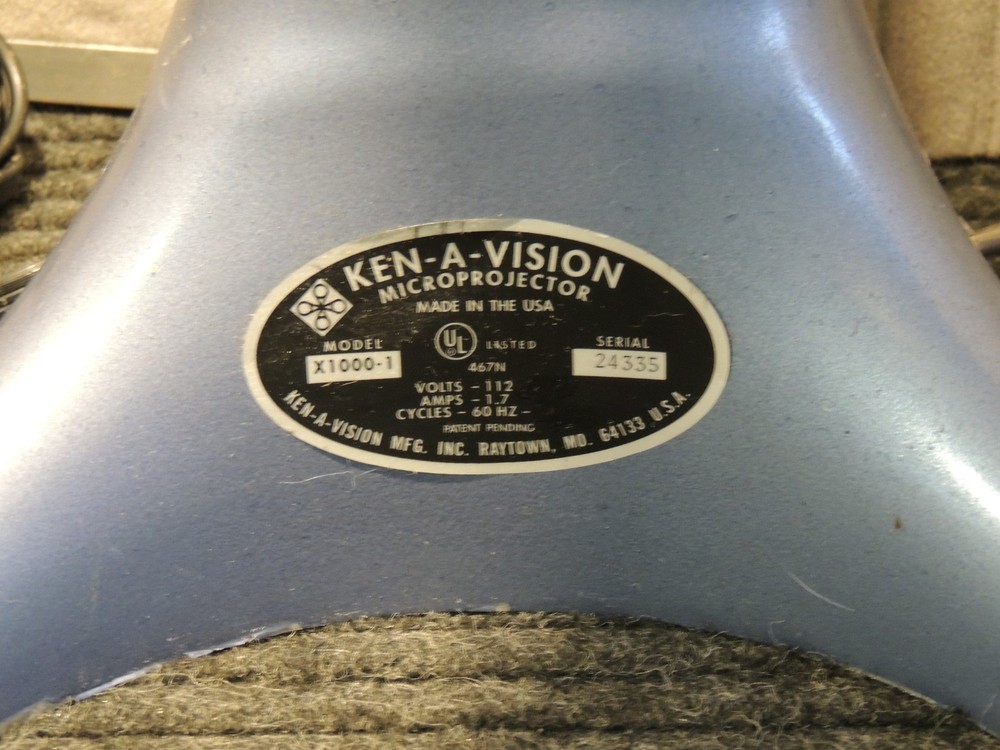 KEN-A-VISION
MICROPROJECTOR
MADE IN THE USA
MODEL
X1000-1
UL
LISTED
467N
SERIAL
24335
VOLTS - 112
AMPS - 1.7
CYCLES - 60 HZ -
PATENT PENDING
KEN-A-VISION MFG. INC. RAYTOWN, MO. 64133 U.S.A.